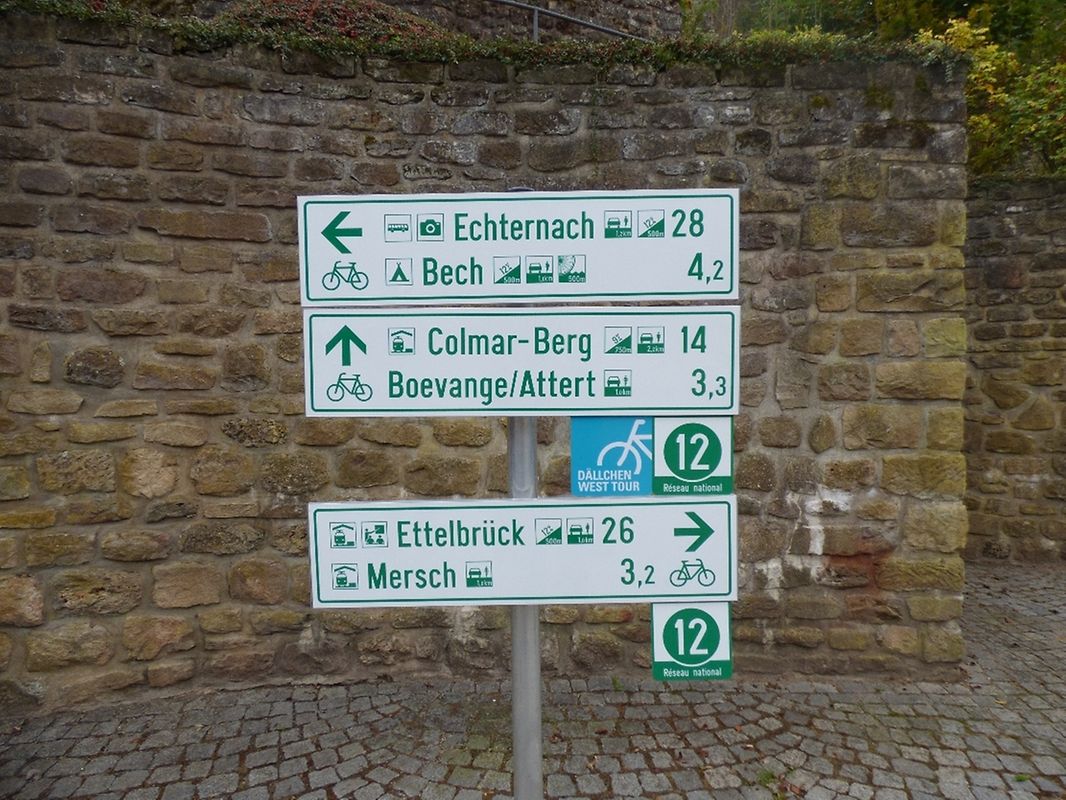 Echternach 28
Bech 4,2
Colmar-Berg 14
Boevange/Attert 3,3
DÄLLCHEN
WEST TOUR
12
Réseau national
Ettelbrück 26
Mersch 3,2
12
Réseau national